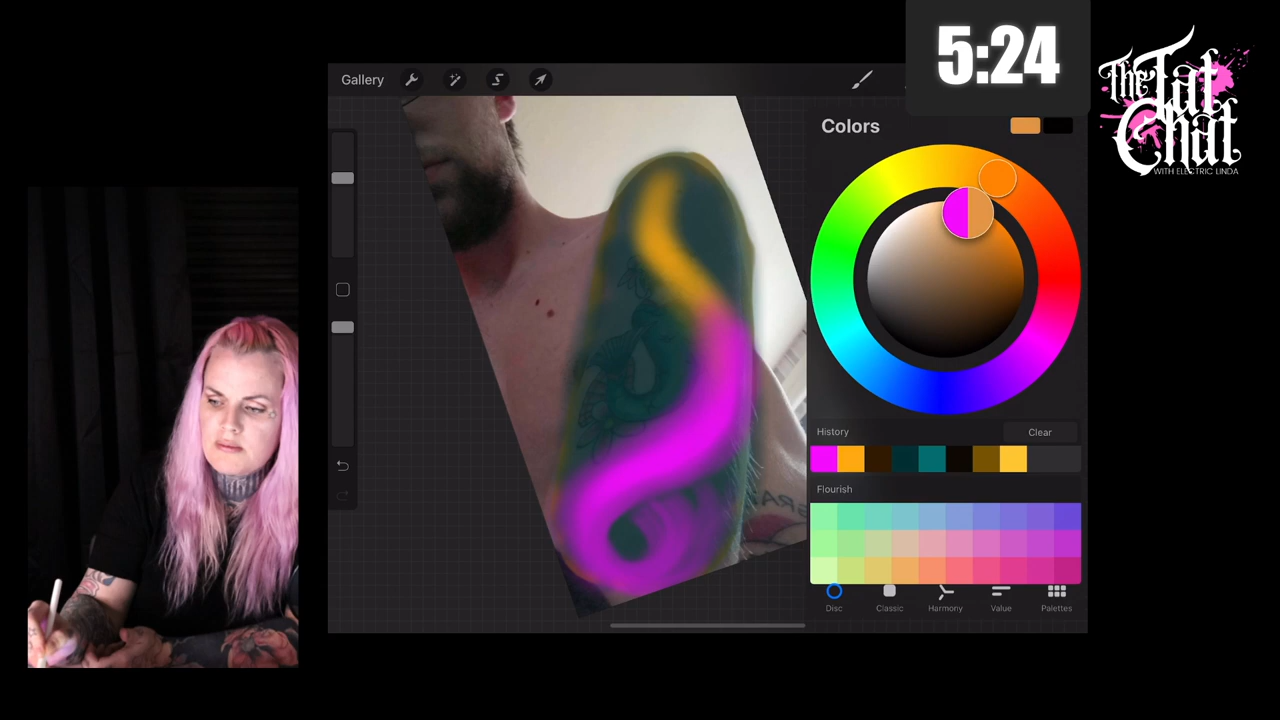 5:24
The Tat
Chat
WITH ELECTRIC LINDA
Gallery
Colors
History
Clear
Flourish
Disc
Classic
Harmony
Value
Palettes